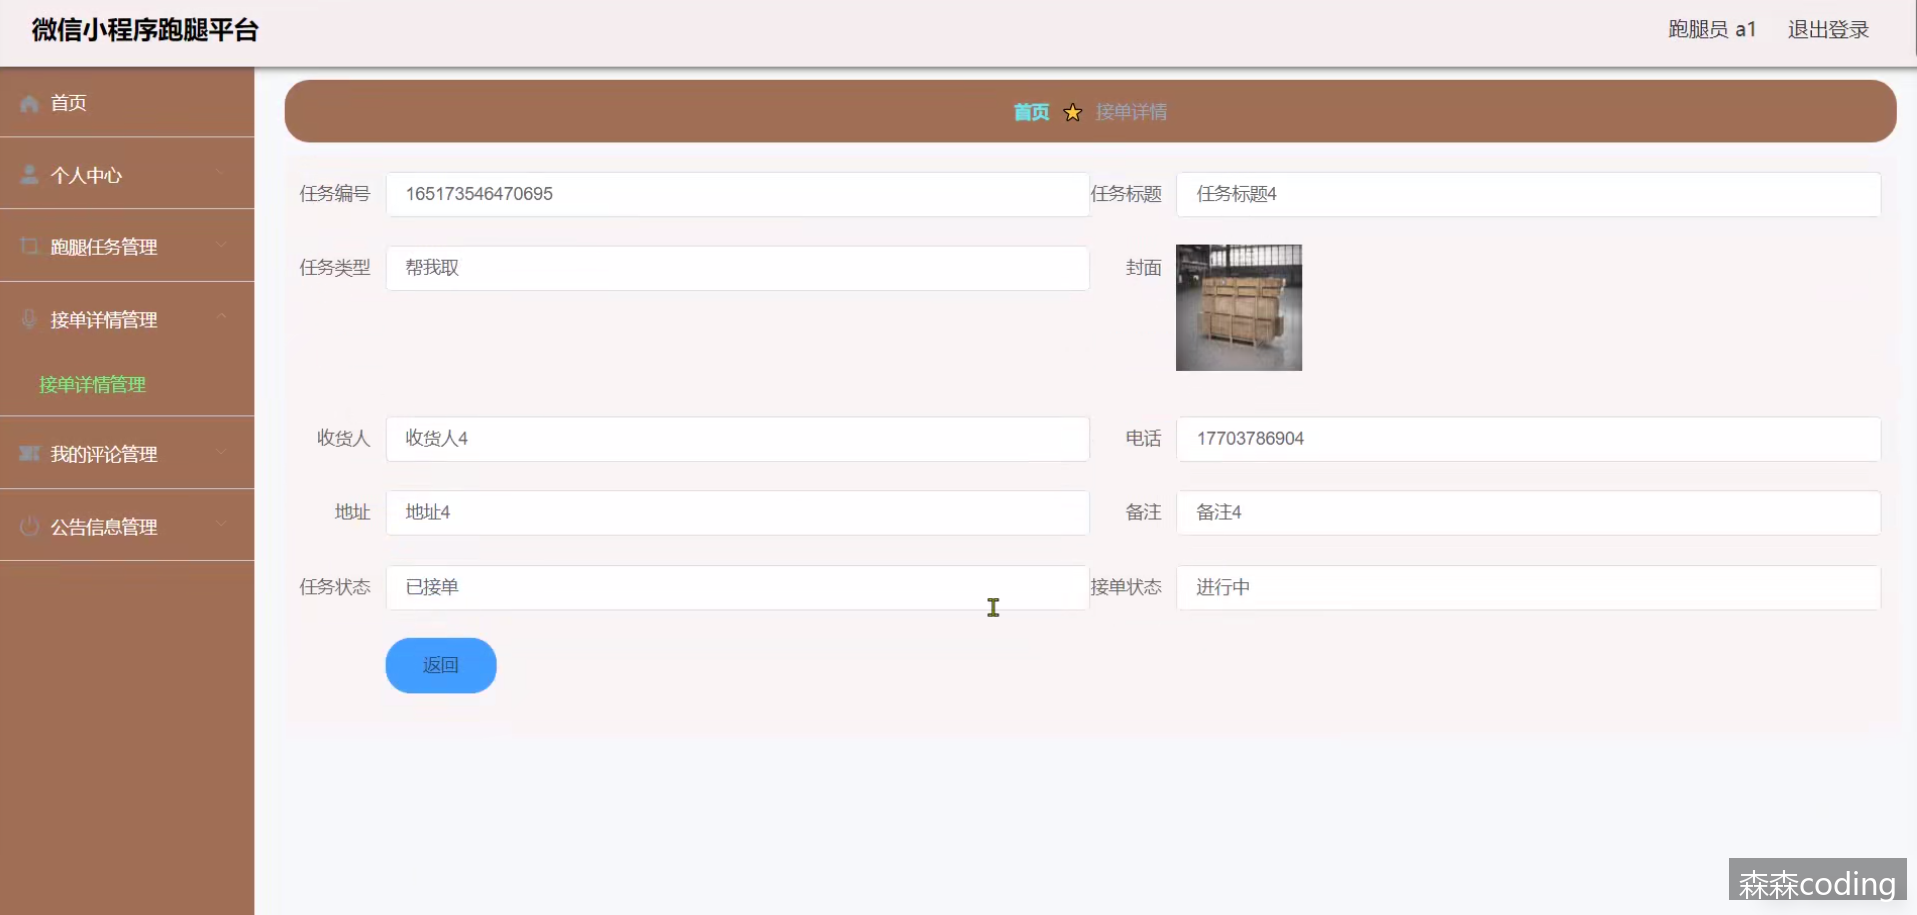 微信小程序跑腿平台
跑腿员 a1 退出登录
首页
个人中心
跑腿任务管理
接单详情管理
接单详情管理
我的评论管理
公告信息管理
首页 接单详情
任务编号 165173546470695 任务标题 任务标题4
任务类型 帮我取 封面
收货人 收货人4 电话 17703786904
地址 地址4 备注 备注4
任务状态 已接单 接单状态 进行中
返回
森森coding